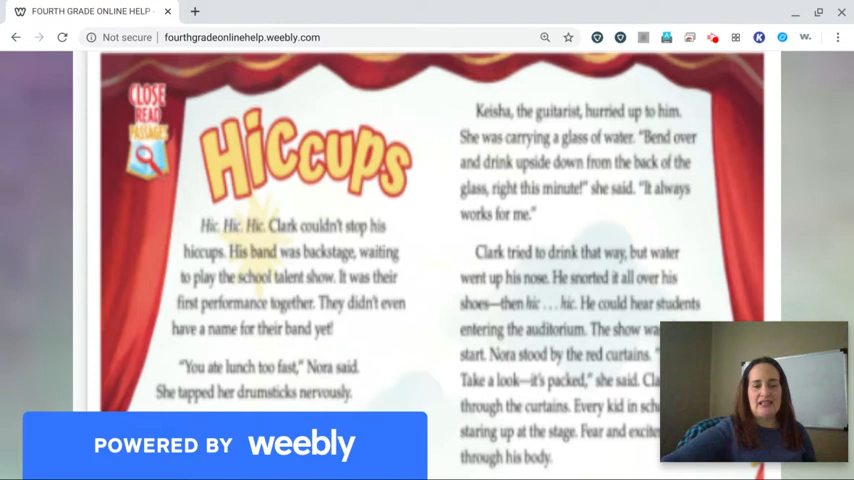 FOURTH GRADE ONLINE HELP
Not secure
fourthgradeonlinehelp.weebly.com
CLOSE
READ
PASSAGES
Hiccups
Hic. Hic. Hic. Clark couldn't stop his
hiccups. His band was backstage, waiting
to play the school talent show. It was their
first performance together. They didn't even
have a name for their band yet!
"You ate lunch too fast," Nora said.
She tapped her drumsticks nervously.
Keisha, the guitarist, hurried up to him.
She was carrying a glass of water. "Bend over
and drink upside down from the back of the
glass, right this minute!" she said. "It always
works for me."
Clark tried to drink that way, but water
went up his nose. He snorted it all over his
shoes—then hic . . . hic. He could hear students
entering the auditorium. The show wa
start. Nora stood by the red curtains. "
Take a look—it's packed," she said. Cla
through the curtains. Every kid in sch
staring up at the stage. Fear and excite
through his body.
POWERED BY weebly